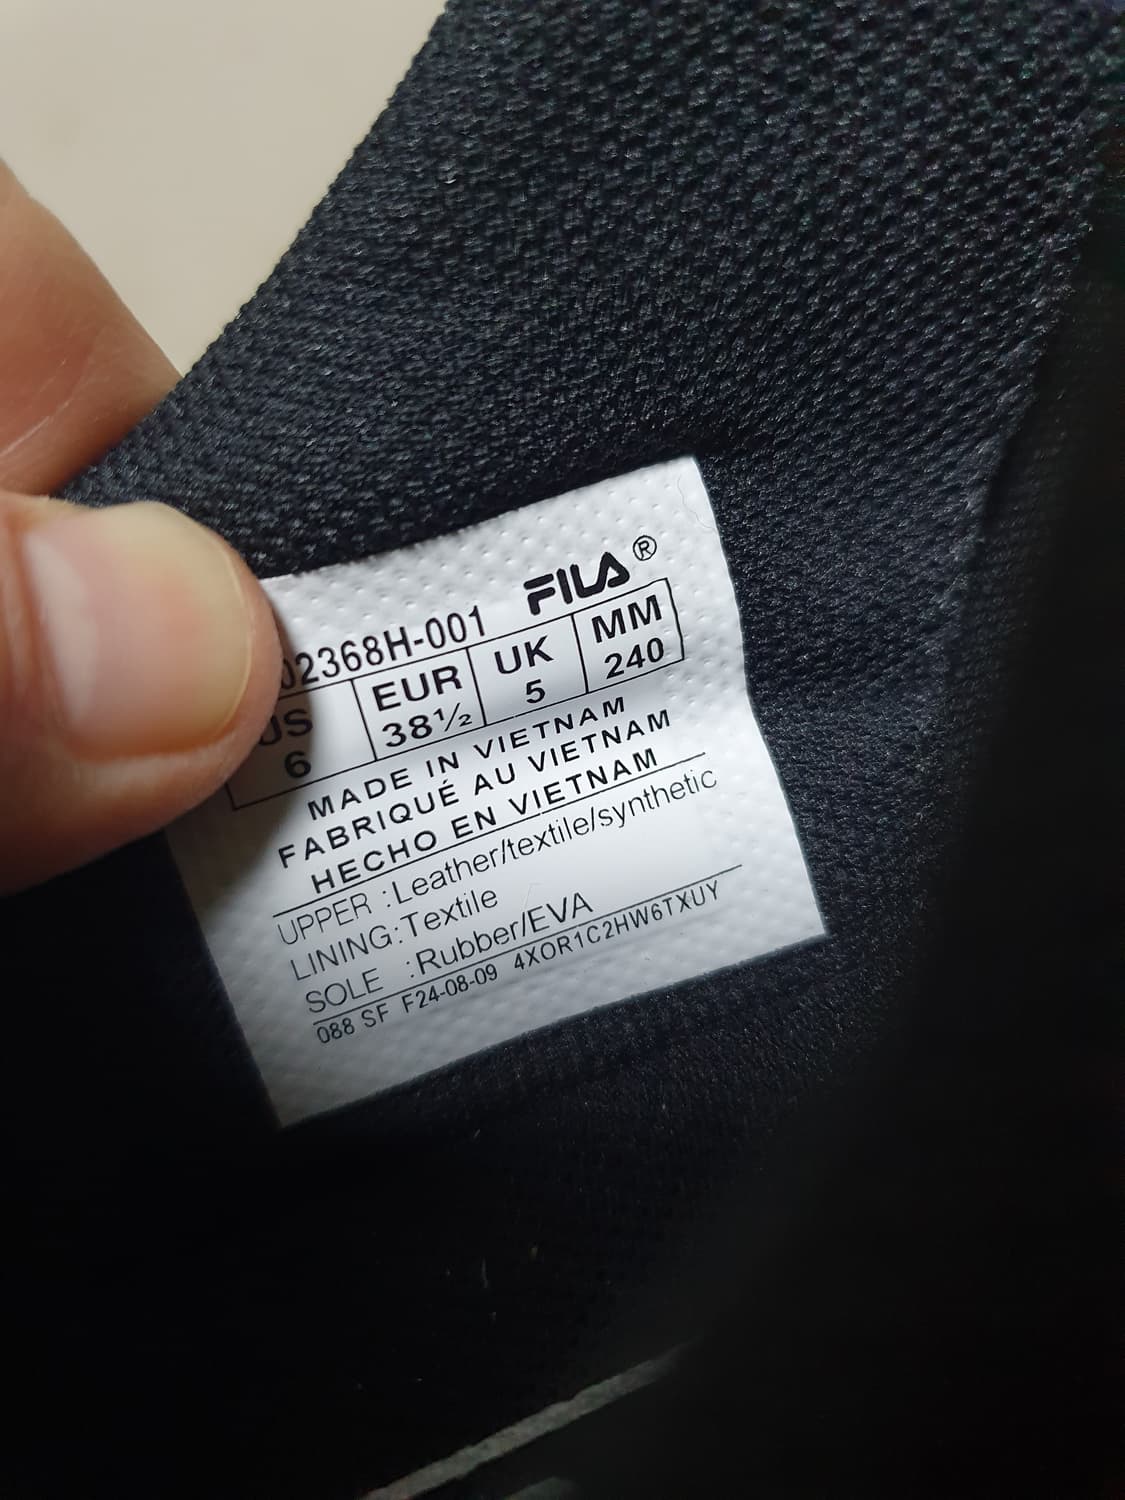 FILA®
02368H-001
US EUR UK MM
6 38½ 5 240
MADE IN VIETNAM
FABRIQUÉ AU VIETNAM
HECHO EN VIETNAM
UPPER :Leather/textile/synthetic
LINING:Textile
SOLE :Rubber/EVA
088 SF F24-08-09 4XOR1C2HW6TXUY